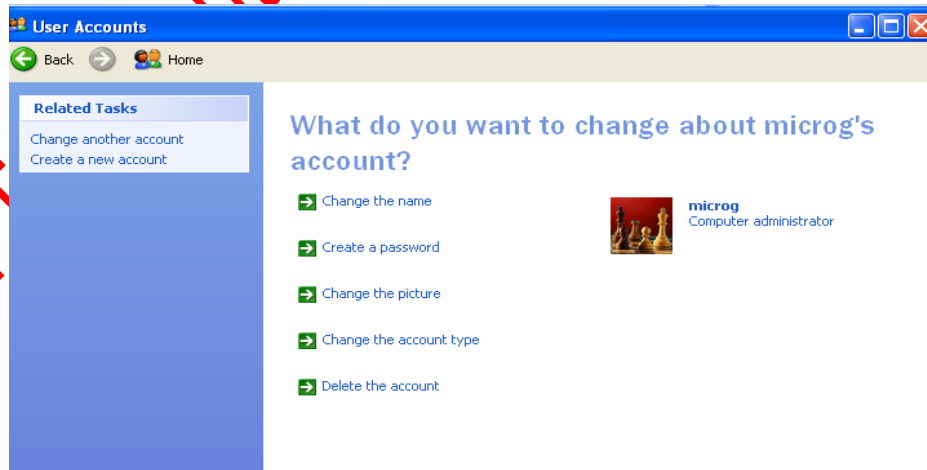 User Accounts
Back Home
Related Tasks
Change another account
Create a new account
What do you want to change about microg's
account?
Change the name
Create a password
Change the picture
Change the account type
Delete the account
microg
Computer administrator